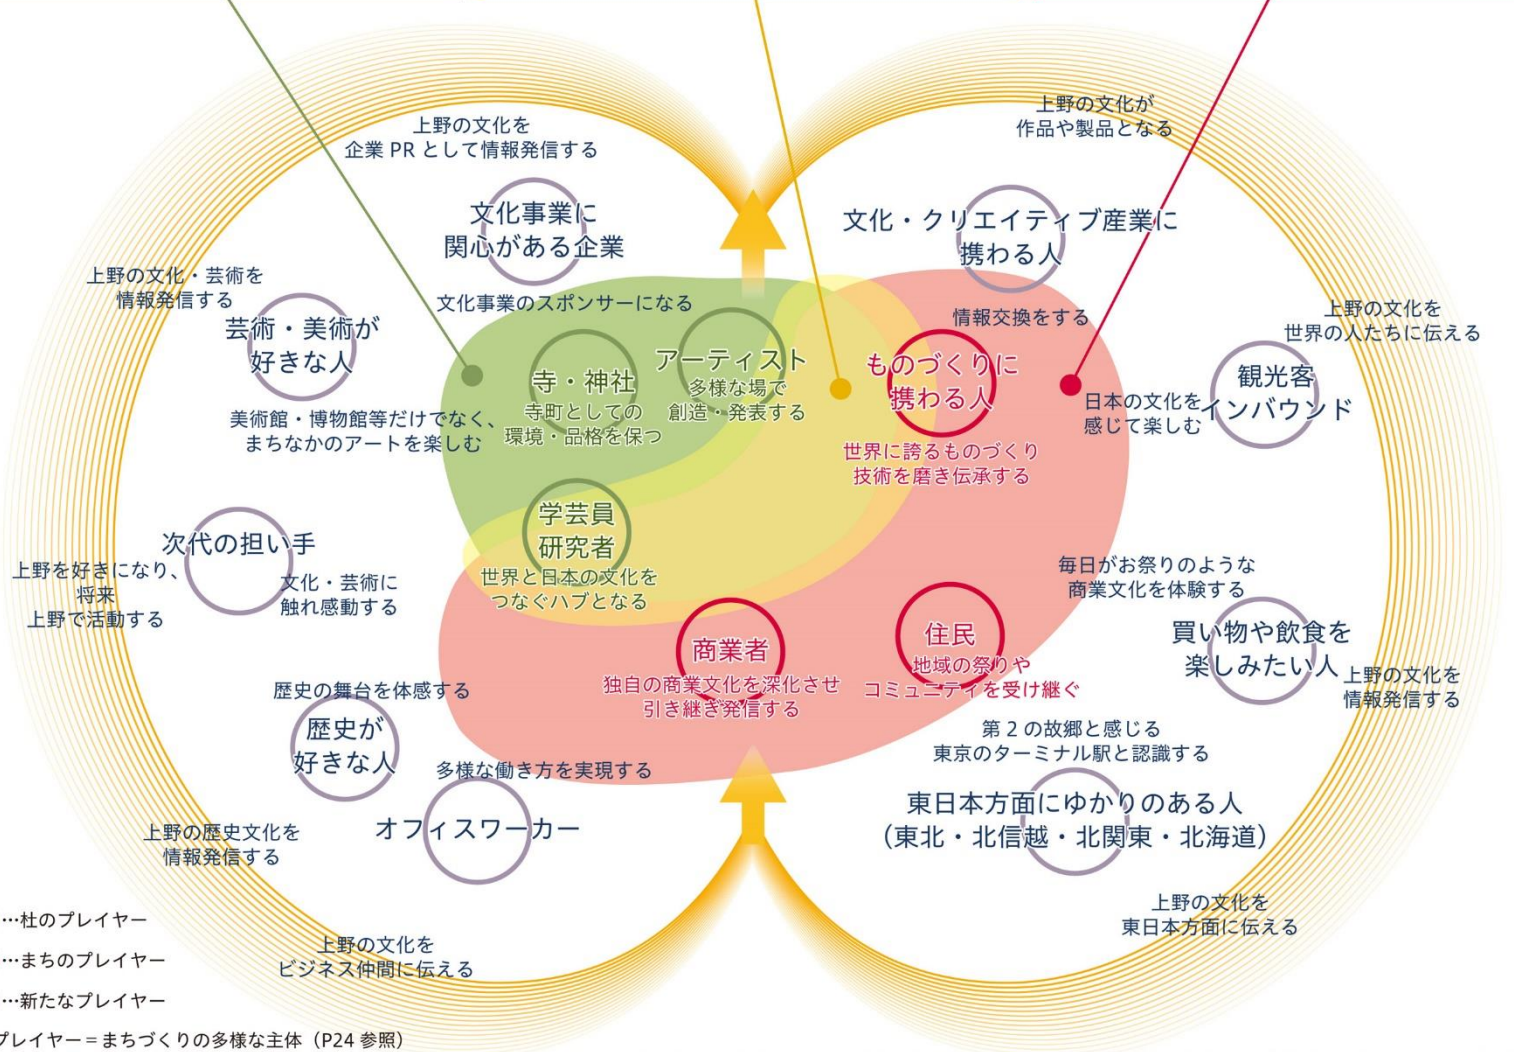 上野の文化を
企業 PR として情報発信する
文化事業に
関心がある企業
文化事業のスポンサーになる
上野の文化が
作品や製品となる
文化・クリエイティブ産業に
携わる人
情報交換をする
上野の文化・芸術を
情報発信する
芸術・美術が
好きな人
美術館・博物館等だけでなく、
まちなかのアートを楽しむ
寺・神社
寺町としての
環境・品格を保つ
アーティスト
多様な場で
創造・発表する
ものづくりに
携わる人
世界に誇るものづくり
技術を磨き伝承する
上野の文化を
世界の人たちに伝える
観光客
インバウンド
日本の文化を
感じて楽しむ
学芸員
研究者
世界と日本の文化を
つなぐハブとなる
次代の担い手
上野を好きになり、
将来
上野で活動する
文化・芸術に
触れ感動する
商業者
独自の商業文化を深化させ
引き継ぎ発信する
住民
地域の祭りや
コミュニティを受け継ぐ
毎日がお祭りのような
商業文化を体験する
買い物や飲食を
楽しみたい人
上野の文化を
情報発信する
歴史の舞台を体感する
歴史が
好きな人
上野の歴史文化を
情報発信する
多様な働き方を実現する
オフィスワーカー
上野の文化を
ビジネス仲間に伝える
第 2 の故郷と感じる
東京のターミナル駅と認識する
東日本方面にゆかりのある人
（東北・北信越・北関東・北海道）
上野の文化を
東日本方面に伝える
…杜のプレイヤー
…まちのプレイヤー
…新たなプレイヤー
プレイヤー＝まちづくりの多様な主体（P24 参照）